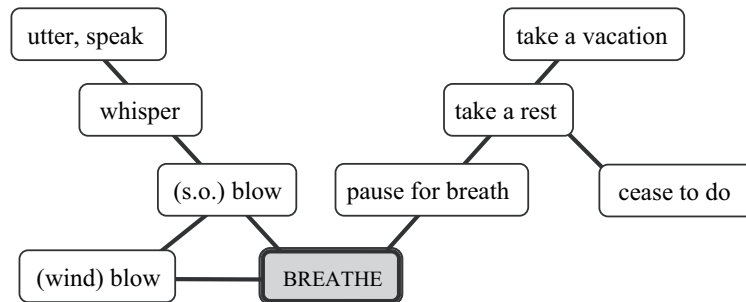 utter, speak
take a vacation
whisper
take a rest
(s.o.) blow
pause for breath
cease to do
(wind) blow
BREATHE